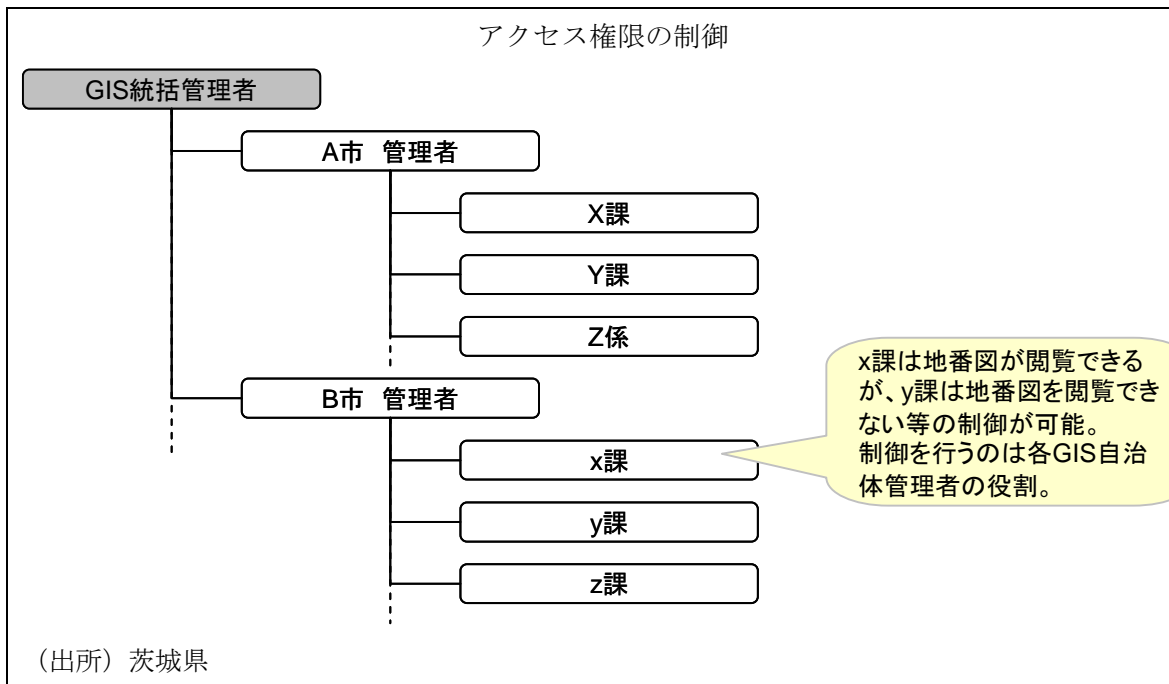 アクセス権限の制御
GIS統括管理者
A市 管理者
X課
Y課
Z係
B市 管理者
x課
y課
z課
x課は地番図が閲覧できる
が、y課は地番図を閲覧でき
ない等の制御が可能。
制御を行うのは各GIS自治
体管理者の役割。
（出所）茨城県